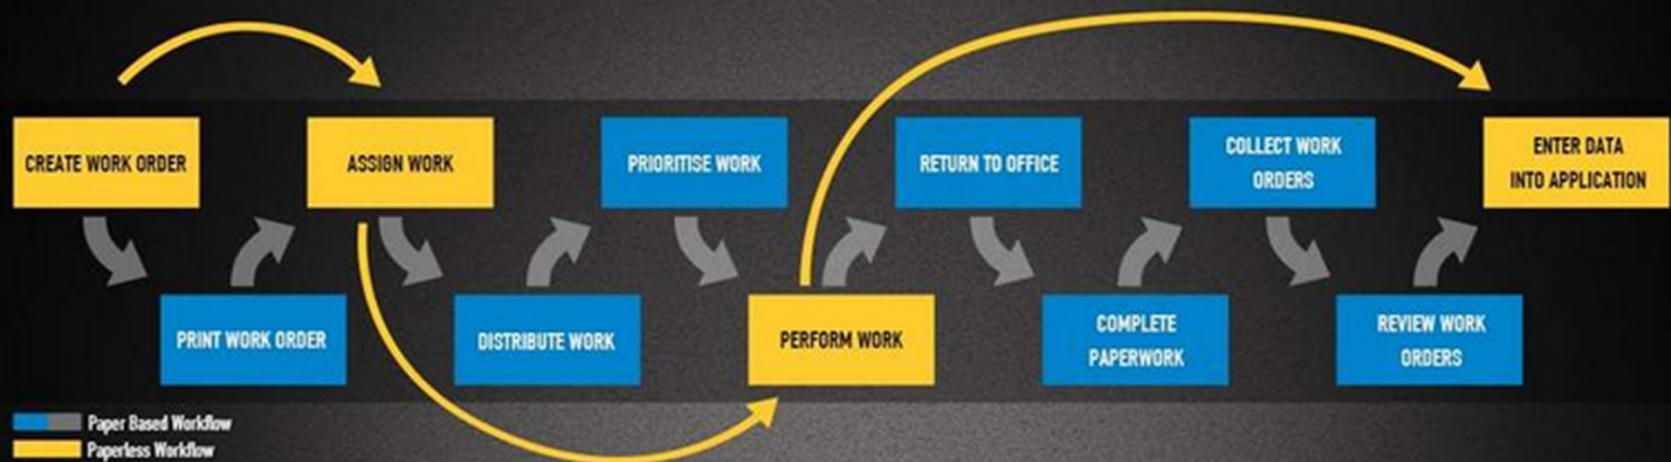 CREATE WORK ORDER
PRINT WORK ORDER
ASSIGN WORK
DISTRIBUTE WORK
PRIORITISE WORK
PERFORM WORK
RETURN TO OFFICE
COMPLETE
PAPERWORK
COLLECT WORK
ORDERS
REVIEW WORK
ORDERS
ENTER DATA
INTO APPLICATION
Paper Based Workflow
Paperless Workflow